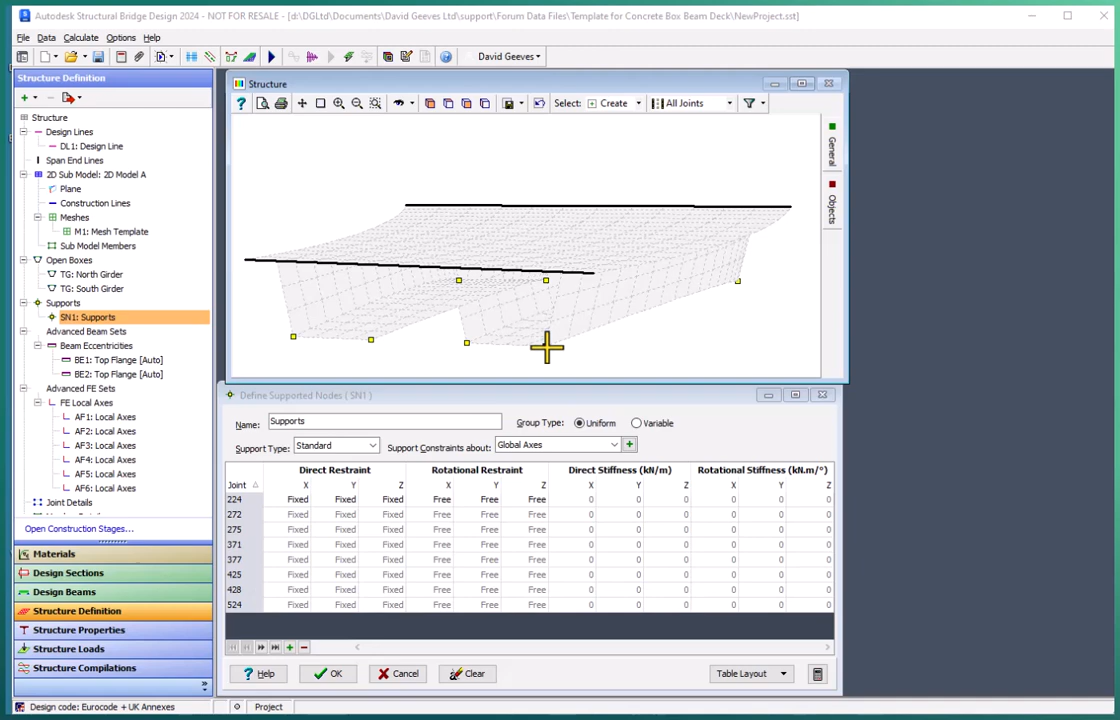 Autodesk Structural Bridge Design 2024 - NOT FOR RESALE - [d:\DGLtd\Documents\David Geeves Ltd\support\Forum Data Files\Template for Concrete Box Beam Deck\NewProject.sst]
File Data Calculate Options Help
David Geeves
Structure Definition
Structure
Design Lines
DL1: Design Line
Span End Lines
2D Sub Model: 2D Model A
Plane
Construction Lines
Meshes
M1: Mesh Template
Sub Model Members
Open Boxes
TG: North Girder
TG: South Girder
Supports
SN1: Supports
Advanced Beam Sets
Beam Eccentricities
BE1: Top Flange [Auto]
BE2: Top Flange [Auto]
Advanced FE Sets
FE Local Axes
AF1: Local Axes
AF2: Local Axes
AF3: Local Axes
AF4: Local Axes
AF5: Local Axes
AF6: Local Axes
Joint Details
Open Construction Stages...
Materials
Design Sections
Design Beams
Structure Definition
Structure Properties
Structure Loads
Structure Compilations
Structure
Select: Create All Joints
General
Objects
Define Supported Nodes ( SN1 )
Name: Supports Group Type: Uniform Variable
Support Type: Standard Support Constraints about: Global Axes
Direct Restraint Rotational Restraint Direct Stiffness (kN/m) Rotational Stiffness (kN.m/°)
Joint X Y Z X Y Z X Y Z X Y Z
224 Fixed Fixed Fixed Free Free Free 0 0 0 0 0 0
272 Fixed Fixed Fixed Free Free Free 0 0 0 0 0 0
275 Fixed Fixed Fixed Free Free Free 0 0 0 0 0 0
371 Fixed Fixed Fixed Free Free Free 0 0 0 0 0 0
377 Fixed Fixed Fixed Free Free Free 0 0 0 0 0 0
425 Fixed Fixed Fixed Free Free Free 0 0 0 0 0 0
428 Fixed Fixed Fixed Free Free Free 0 0 0 0 0 0
524 Fixed Fixed Fixed Free Free Free 0 0 0 0 0 0
Help OK Cancel Clear Table Layout
Design code: Eurocode + UK Annexes Project